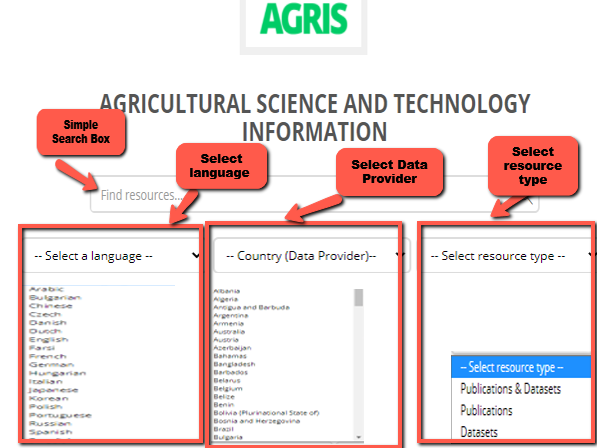 AGRIS
AGRICULTURAL SCIENCE AND TECHNOLOGY
INFORMATION
Simple
Search Box
Select
language
Select Data
Provider
Select
resource
type
Find resources...
-- Select a language --
Arabic
Bulgarian
Chinese
Czech
Danish
Dutch
English
Farsi
French
German
Hungarian
Italian
Japanese
Korean
Polish
Portuguese
Russian
Spanish
-- Country (Data Provider)--
Albania
Algeria
Antigua and Barbuda
Argentina
Armenia
Australia
Austria
Azerbaijan
Bahamas
Bangladesh
Barbados
Belarus
Belgium
Belize
Benin
Bolivia (Plurinational State of)
Bosnia and Herzegovina
Brazil
Bulgaria
-- Select resource type --
-- Select resource type --
Publications & Datasets
Publications
Datasets